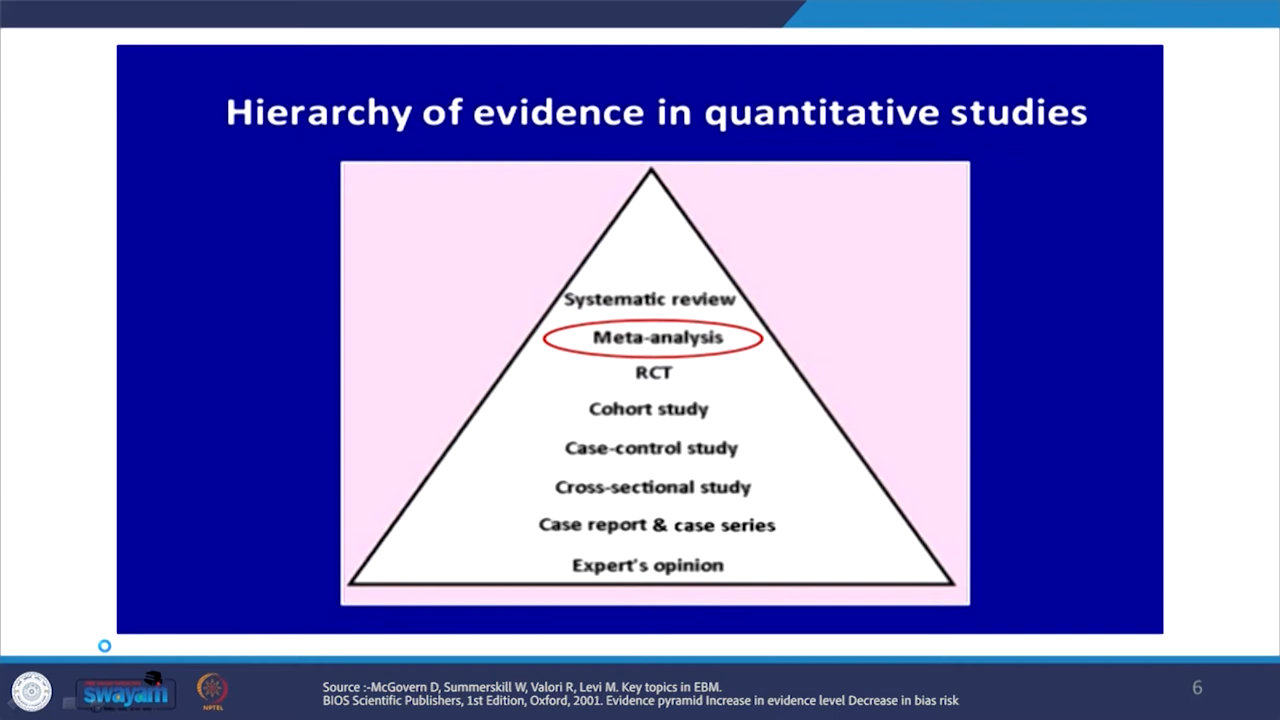 Hierarchy of evidence in quantitative studies
Systematic review
Meta-analysis
RCT
Cohort study
Case-control study
Cross-sectional study
Case report & case series
Expert's opinion
swayam
NPTEL
Source :-McGovern D, Summerskill W, Valori R, Levi M. Key topics in EBM.
BIOS Scientific Publishers, 1st Edition, Oxford, 2001. Evidence pyramid Increase in evidence level Decrease in bias risk
6